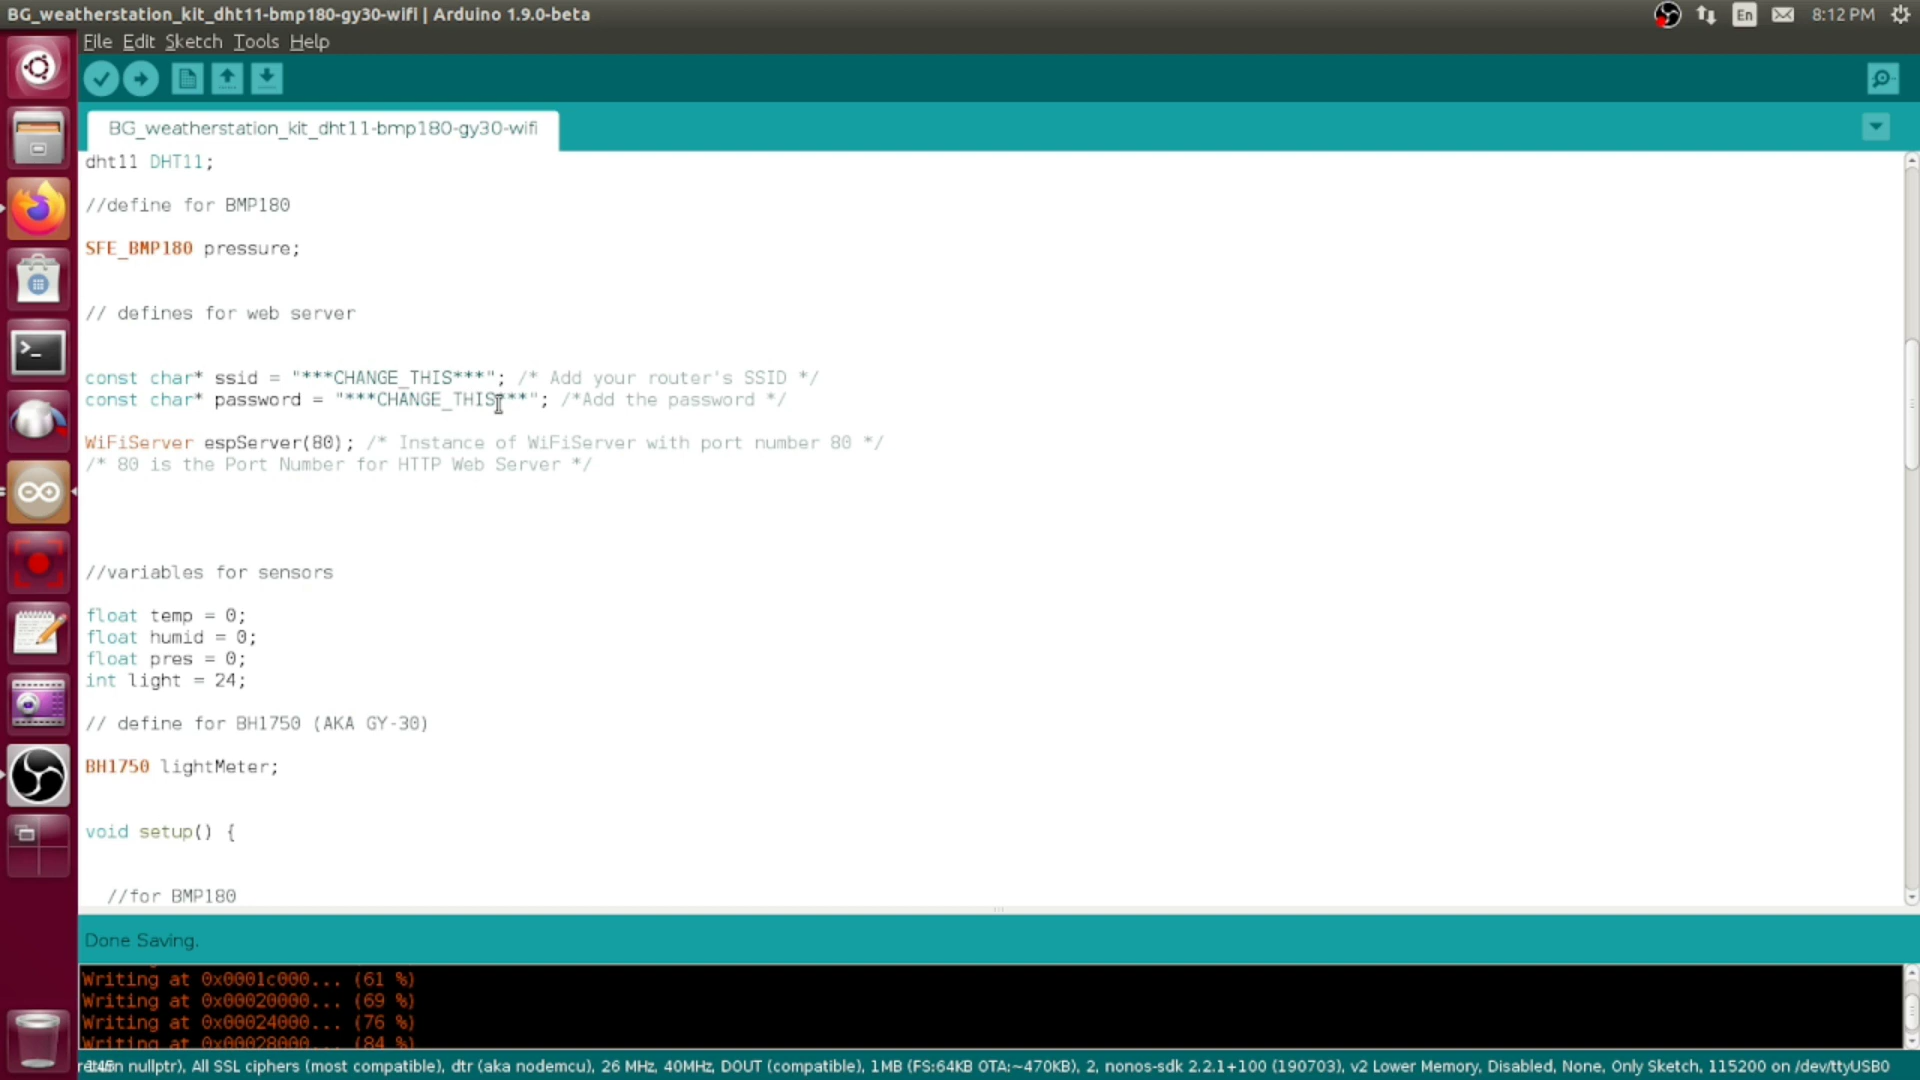 BG_weatherstation_kit_dht11-bmp180-gy30-wifi | Arduino 1.9.0-beta
En
8:12 PM
File Edit Sketch Tools Help
BG_weatherstation_kit_dht11-bmp180-gy30-wifi
dht11 DHT11;
//define for BMP180
SFE_BMP180 pressure;
// defines for web server
const char* ssid = "***CHANGE_THIS***"; /* Add your router's SSID */
const char* password = "***CHANGE_THIS***"; /*Add the password */
WiFiServer espServer(80); /* Instance of WiFiServer with port number 80 */
/* 80 is the Port Number for HTTP Web Server */
//variables for sensors
float temp = 0;
float humid = 0;
float pres = 0;
int light = 24;
// define for BH1750 (AKA GY-30)
BH1750 lightMeter;
void setup() {
//for BMP180
Done Saving.
Writing at 0x0001c000... (61 %)
Writing at 0x00020000... (69 %)
Writing at 0x00024000... (76 %)
Writing at 0x00028000... (84 %)
nullptr), All SSL ciphers (most compatible), dtr (aka nodemcu), 26 MHz, 40MHz, DOUT (compatible), 1MB (FS:64KB OTA:~470KB), 2, nonos-sdk 2.2.1+100 (190703), v2 Lower Memory, Disabled, None, Only Sketch, 115200 on /dev/ttyUSB0